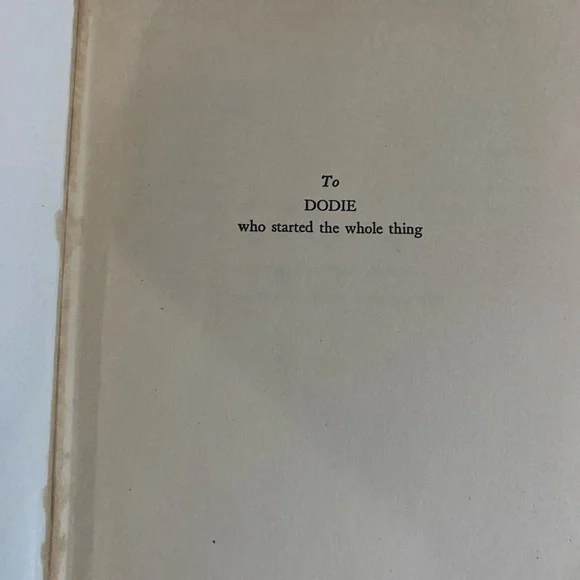 To
DODIE
who started the whole thing